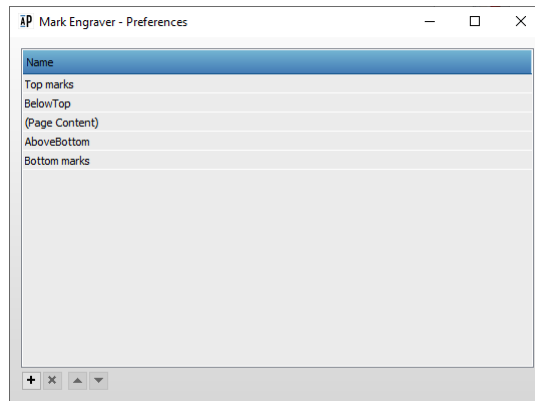 AP Mark Engraver - Preferences
Name
Top marks
BelowTop
(Page Content)
AboveBottom
Bottom marks